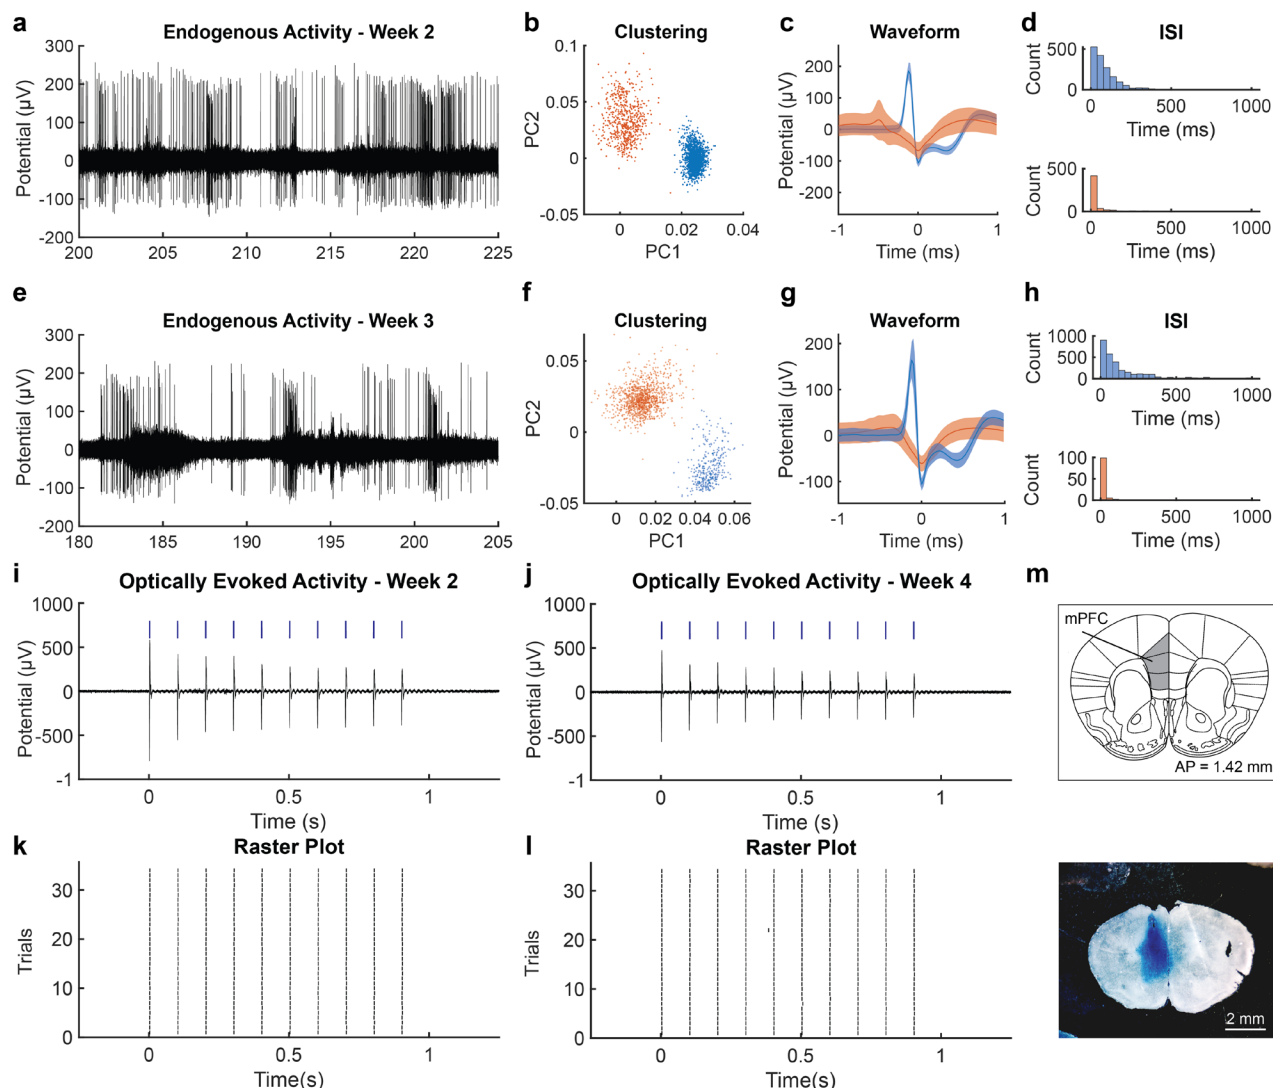 a Endogenous Activity - Week 2
300
200
100
0
-100
-200
Potential (µV)
200 205 210 215 220 225
b Clustering
0.1
0.05
0
-0.05
PC2
0 0.02 0.04
PC1
c Waveform
200
100
0
-100
-200
Potential (µV)
-1 0 1
Time (ms)
d ISI
500
0
Count
0 500 1000
Time (ms)
500
0
Count
0 500 1000
Time (ms)
e Endogenous Activity - Week 3
300
200
100
0
-100
-200
Potential (µV)
180 185 190 195 200 205
f Clustering
0.05
0
-0.05
PC2
0 0.02 0.04 0.06
PC1
g Waveform
200
100
0
-100
Potential (µV)
-1 0 1
Time (ms)
h ISI
1000
500
0
Count
0 500 1000
Time (ms)
100
50
0
Count
0 500 1000
Time (ms)
i Optically Evoked Activity - Week 2
1000
500
0
-500
-1
Potential (µV)
0 0.5 1
Time (s)
j Optically Evoked Activity - Week 4
1000
500
0
-500
-1
Potential (µV)
0 0.5 1
Time (s)
k Raster Plot
30
20
10
0
Trials
0 0.5 1
Time(s)
l Raster Plot
30
20
10
0
Trials
0 0.5 1
Time(s)
m
mPFC
AP = 1.42 mm
2 mm